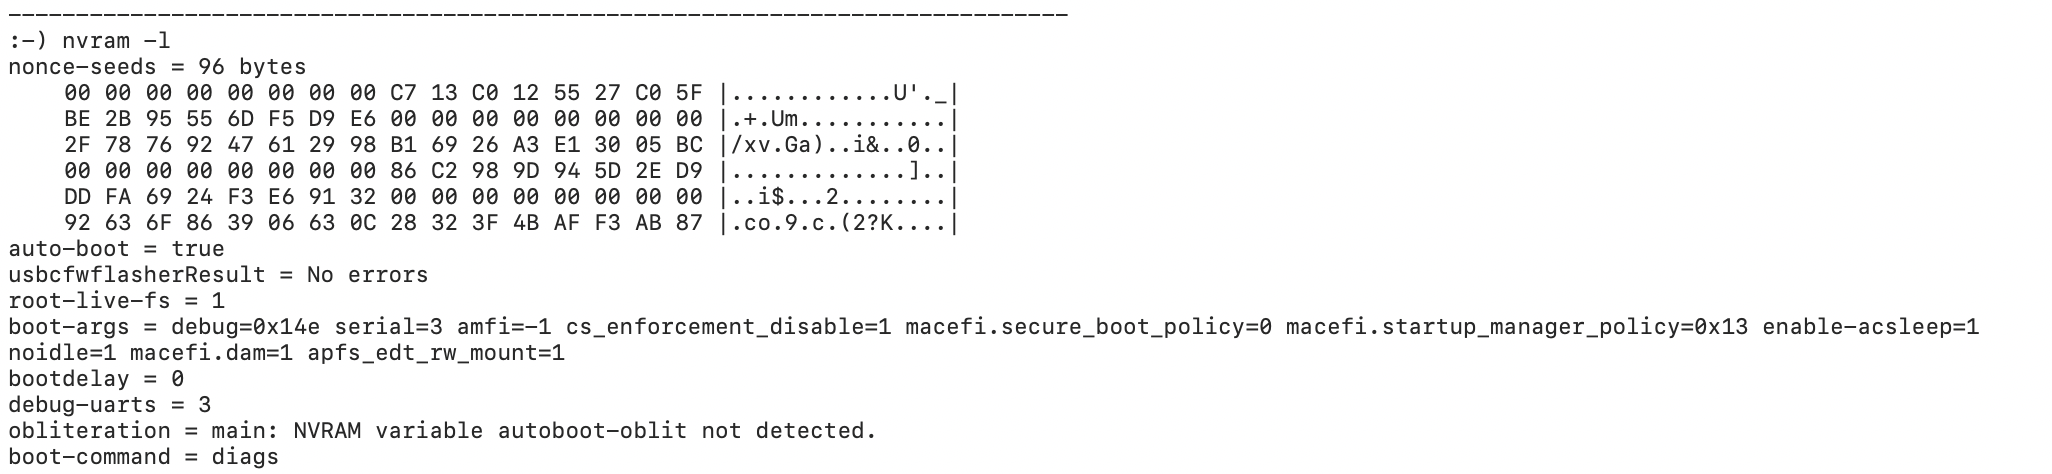 ------------------------------------------------------------------------------
:-) nvram -l
nonce-seeds = 96 bytes
00 00 00 00 00 00 00 00 C7 13 C0 12 55 27 C0 5F |............U'._|
BE 2B 95 55 6D F5 D9 E6 00 00 00 00 00 00 00 00 |.+.Um...........|
2F 78 76 92 47 61 29 98 B1 69 26 A3 E1 30 05 BC |/xv.Ga)..i&..0..|
00 00 00 00 00 00 00 00 86 C2 98 9D 94 5D 2E D9 |.............]..|
DD FA 69 24 F3 E6 91 32 00 00 00 00 00 00 00 00 |..i$...2........|
92 63 6F 86 39 06 63 0C 28 32 3F 4B AF F3 AB 87 |.co.9.c.(2?K....|
auto-boot = true
usbcfwflasherResult = No errors
root-live-fs = 1
boot-args = debug=0x14e serial=3 amfi=-1 cs_enforcement_disable=1 macefi.secure_boot_policy=0 macefi.startup_manager_policy=0x13 enable-acsleep=1
noidle=1 macefi.dam=1 apfs_edt_rw_mount=1
bootdelay = 0
debug-uarts = 3
obliteration = main: NVRAM variable autoboot-oblit not detected.
boot-command = diags